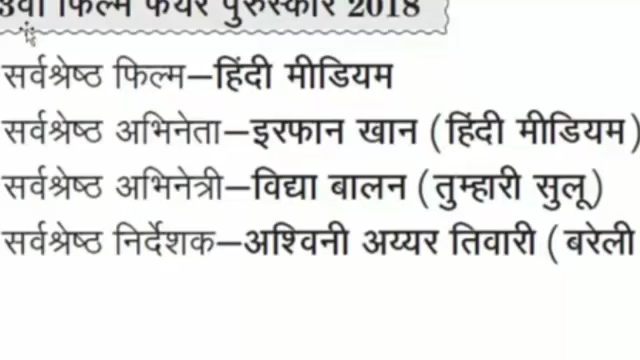 3वां फिल्म फेयर पुरुस्कार 2018
सर्वश्रेष्ठ फिल्म–हिंदी मीडियम
सर्वश्रेष्ठ अभिनेता–इरफान खान (हिंदी मीडियम)
सर्वश्रेष्ठ अभिनेत्री–विद्या बालन (तुम्हारी सुलू)
सर्वश्रेष्ठ निर्देशक–अश्विनी अय्यर तिवारी (बरेली